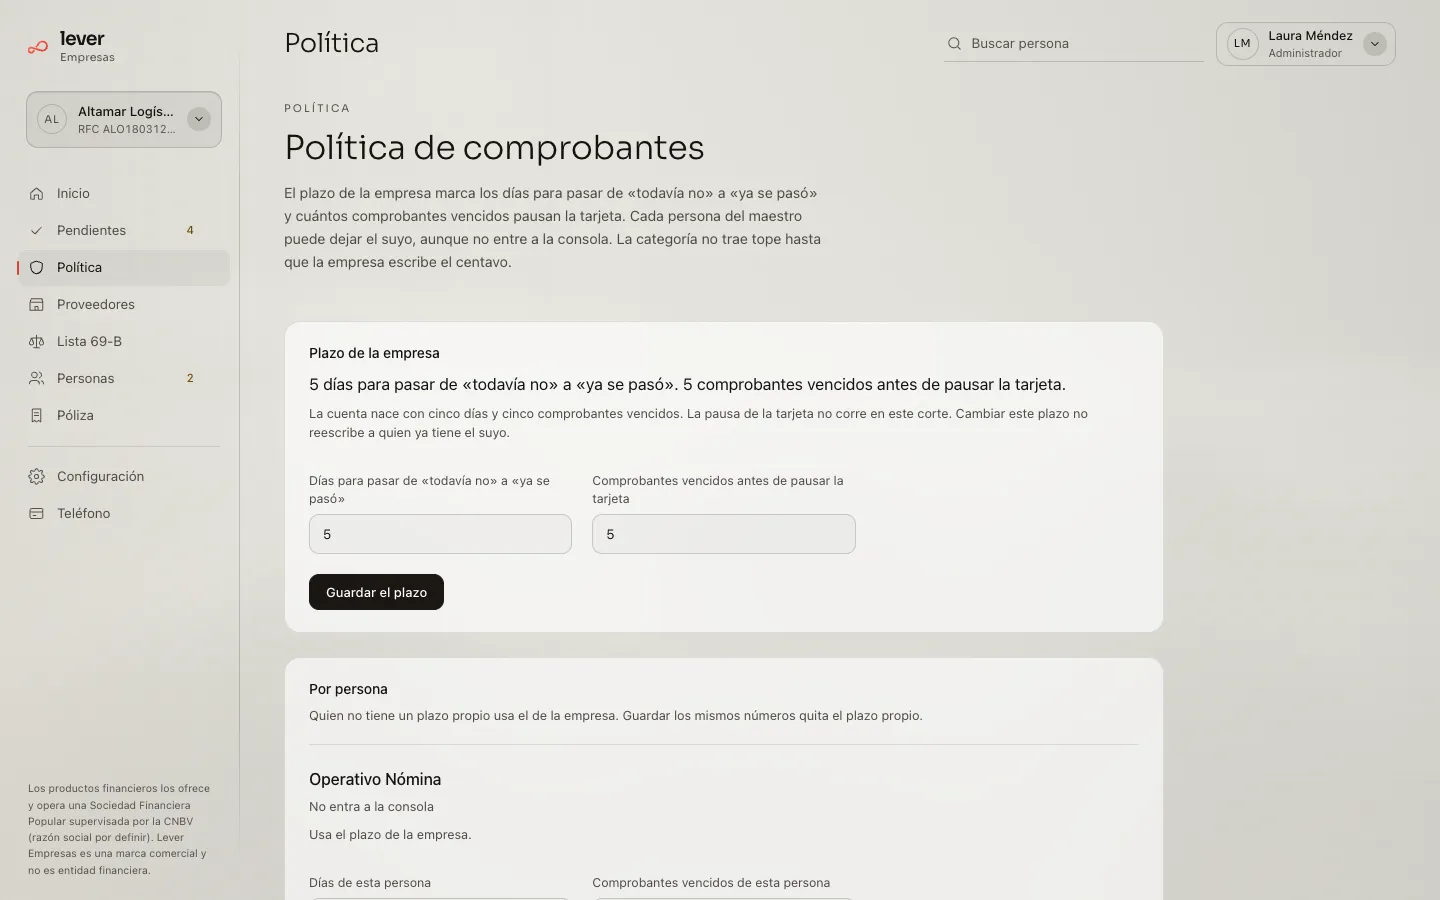 lever
Empresas
AL
Altamar Logís...
RFC ALO180312...
Inicio
Pendientes 4
Política
Proveedores
Lista 69-B
Personas 2
Póliza
Configuración
Teléfono
Los productos financieros los ofrece
y opera una Sociedad Financiera
Popular supervisada por la CNBV
(razón social por definir). Lever
Empresas es una marca comercial y
no es entidad financiera.
Política
Buscar persona
LM
Laura Méndez
Administrador
POLÍTICA
Política de comprobantes
El plazo de la empresa marca los días para pasar de «todavía no» a «ya se pasó»
y cuántos comprobantes vencidos pausan la tarjeta. Cada persona del maestro
puede dejar el suyo, aunque no entre a la consola. La categoría no trae tope hasta
que la empresa escribe el centavo.
Plazo de la empresa
5 días para pasar de «todavía no» a «ya se pasó». 5 comprobantes vencidos antes de pausar la tarjeta.
La cuenta nace con cinco días y cinco comprobantes vencidos. La pausa de la tarjeta no corre en este corte. Cambiar este plazo no
reescribe a quien ya tiene el suyo.
Días para pasar de «todavía no» a «ya se
pasó»
5
Comprobantes vencidos antes de pausar la
tarjeta
5
Guardar el plazo
Por persona
Quien no tiene un plazo propio usa el de la empresa. Guardar los mismos números quita el plazo propio.
Operativo Nómina
No entra a la consola
Usa el plazo de la empresa.
Días de esta persona
Comprobantes vencidos de esta persona